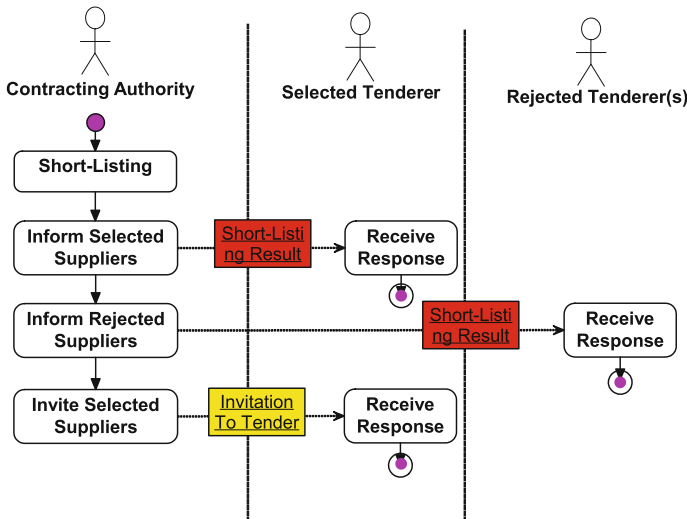 Contracting Authority
Selected Tenderer
Rejected Tenderer(s)
Short-Listing
Inform Selected
Suppliers
Short-Listi
ng Result
Receive
Response
Inform Rejected
Suppliers
Short-Listi
ng Result
Receive
Response
Invite Selected
Suppliers
Invitation
To Tender
Receive
Response